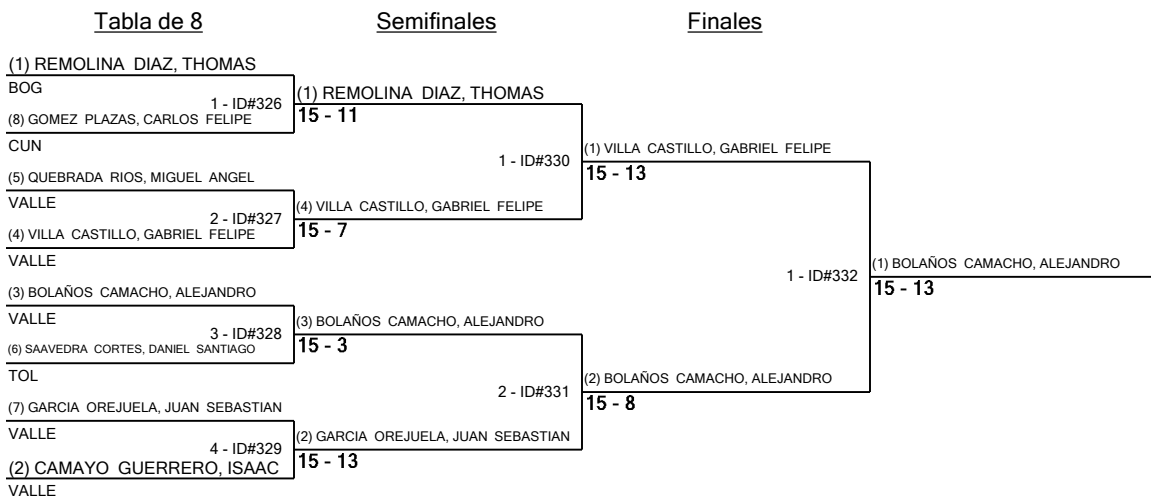 Tabla de 8
Semifinales
Finales
(1) REMOLINA DIAZ, THOMAS
BOG
1 - ID#326
(8) GOMEZ PLAZAS, CARLOS FELIPE
CUN
(5) QUEBRADA RIOS, MIGUEL ANGEL
VALLE
2 - ID#327
(4) VILLA CASTILLO, GABRIEL FELIPE
VALLE
(3) BOLAÑOS CAMACHO, ALEJANDRO
VALLE
3 - ID#328
(6) SAAVEDRA CORTES, DANIEL SANTIAGO
TOL
(7) GARCIA OREJUELA, JUAN SEBASTIAN
VALLE
4 - ID#329
(2) CAMAYO GUERRERO, ISAAC
VALLE
(1) REMOLINA DIAZ, THOMAS
15 - 11
1 - ID#330
(4) VILLA CASTILLO, GABRIEL FELIPE
15 - 7
(3) BOLAÑOS CAMACHO, ALEJANDRO
15 - 3
2 - ID#331
(2) GARCIA OREJUELA, JUAN SEBASTIAN
15 - 13
(1) VILLA CASTILLO, GABRIEL FELIPE
15 - 13
1 - ID#332
(2) BOLAÑOS CAMACHO, ALEJANDRO
15 - 8
(1) BOLAÑOS CAMACHO, ALEJANDRO
15 - 13